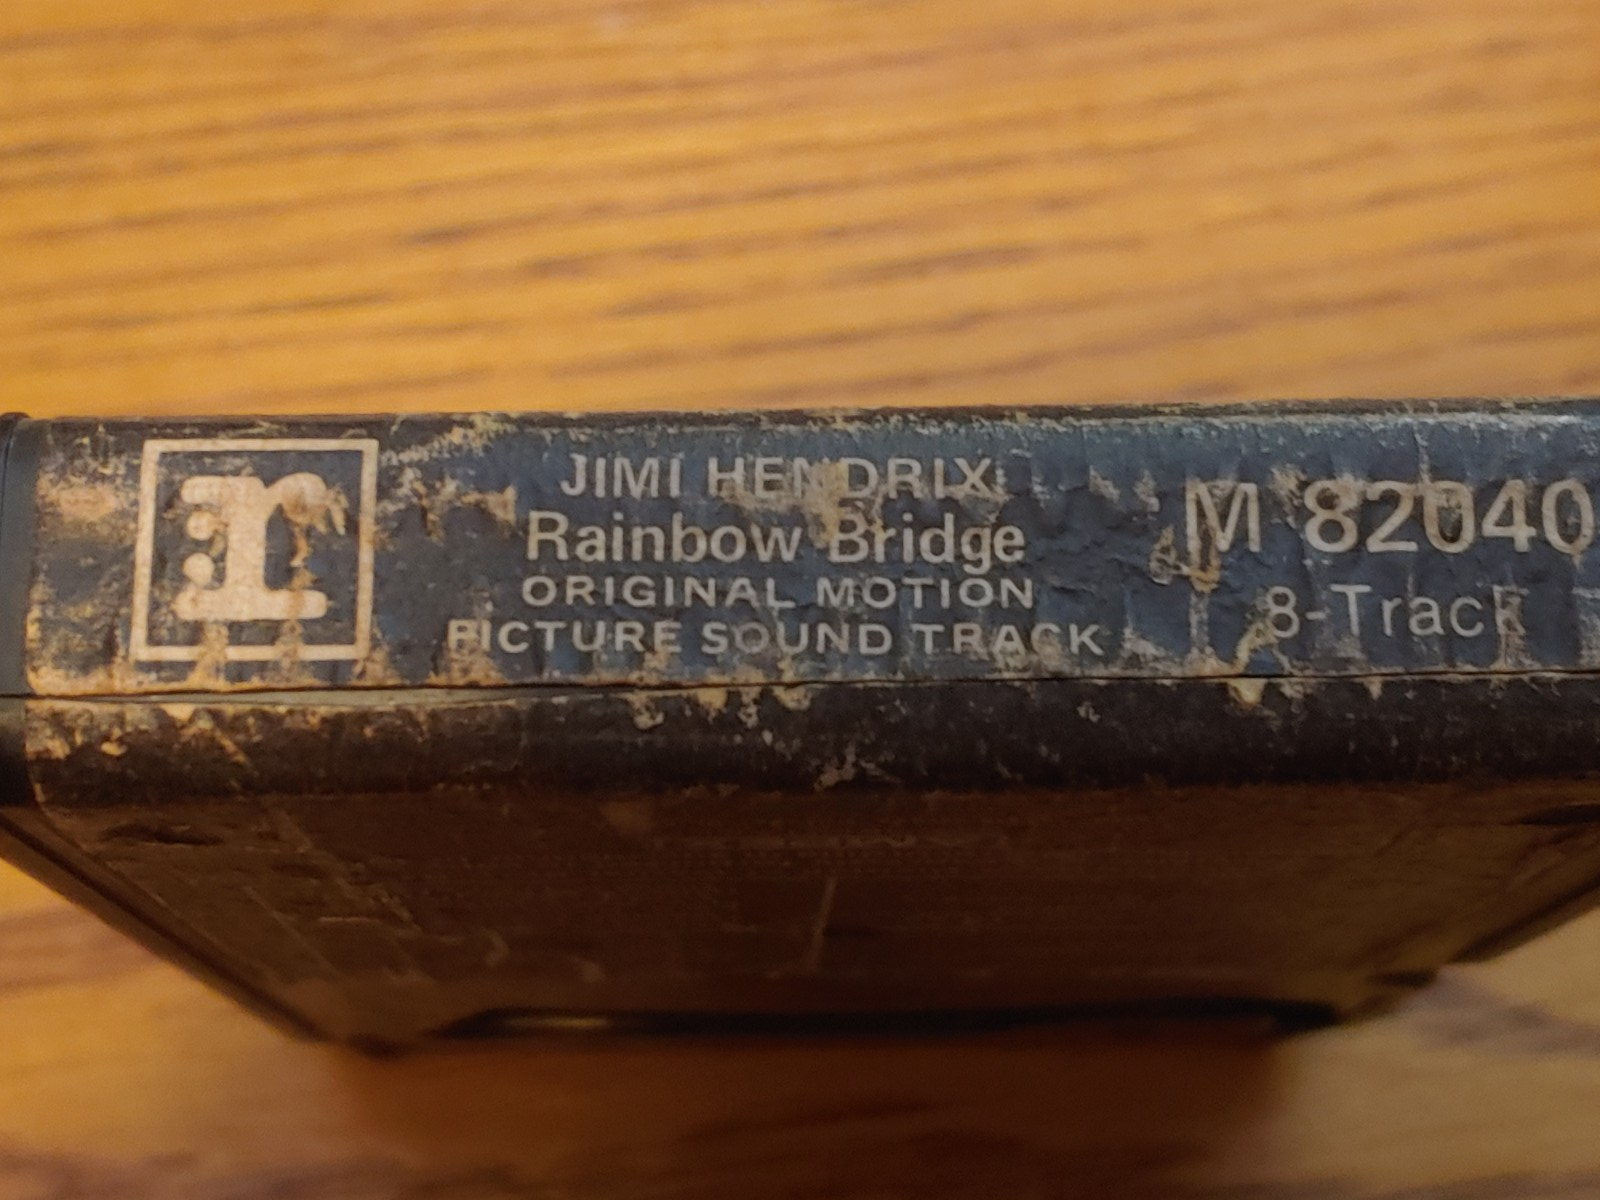 r
JIMI HENDRIX
Rainbow Bridge
ORIGINAL MOTION
PICTURE SOUND TRACK
M 82040
8-Track